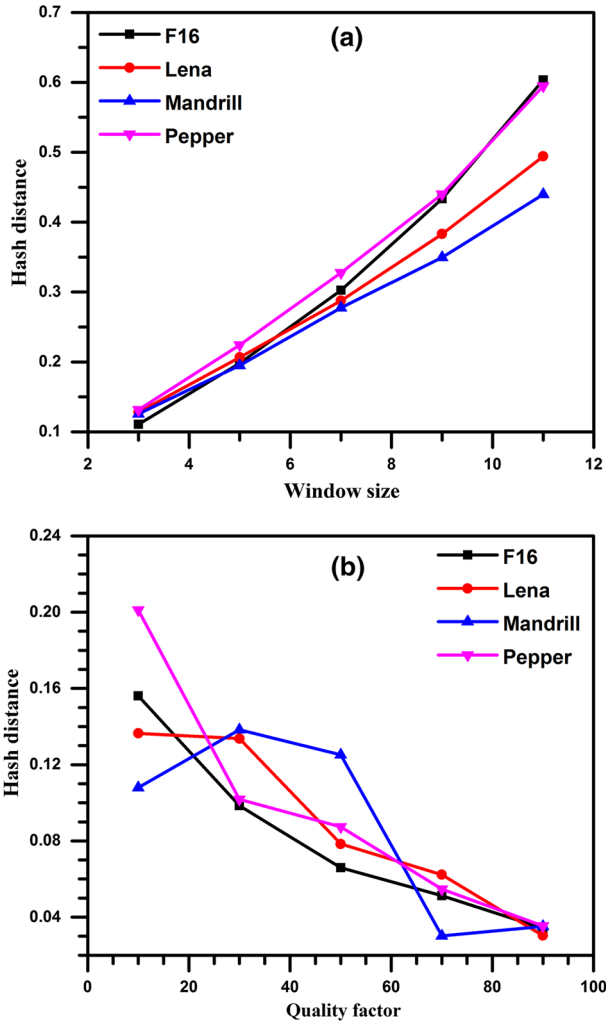 (a)
F16
Lena
Mandrill
Pepper
0.7
0.6
0.5
0.4
0.3
0.2
0.1
Hash distance
2 4 6 8 10 12
Window size
(b)
F16
Lena
Mandrill
Pepper
0.24
0.20
0.16
0.12
0.08
0.04
Hash distance
0 20 40 60 80 100
Quality factor